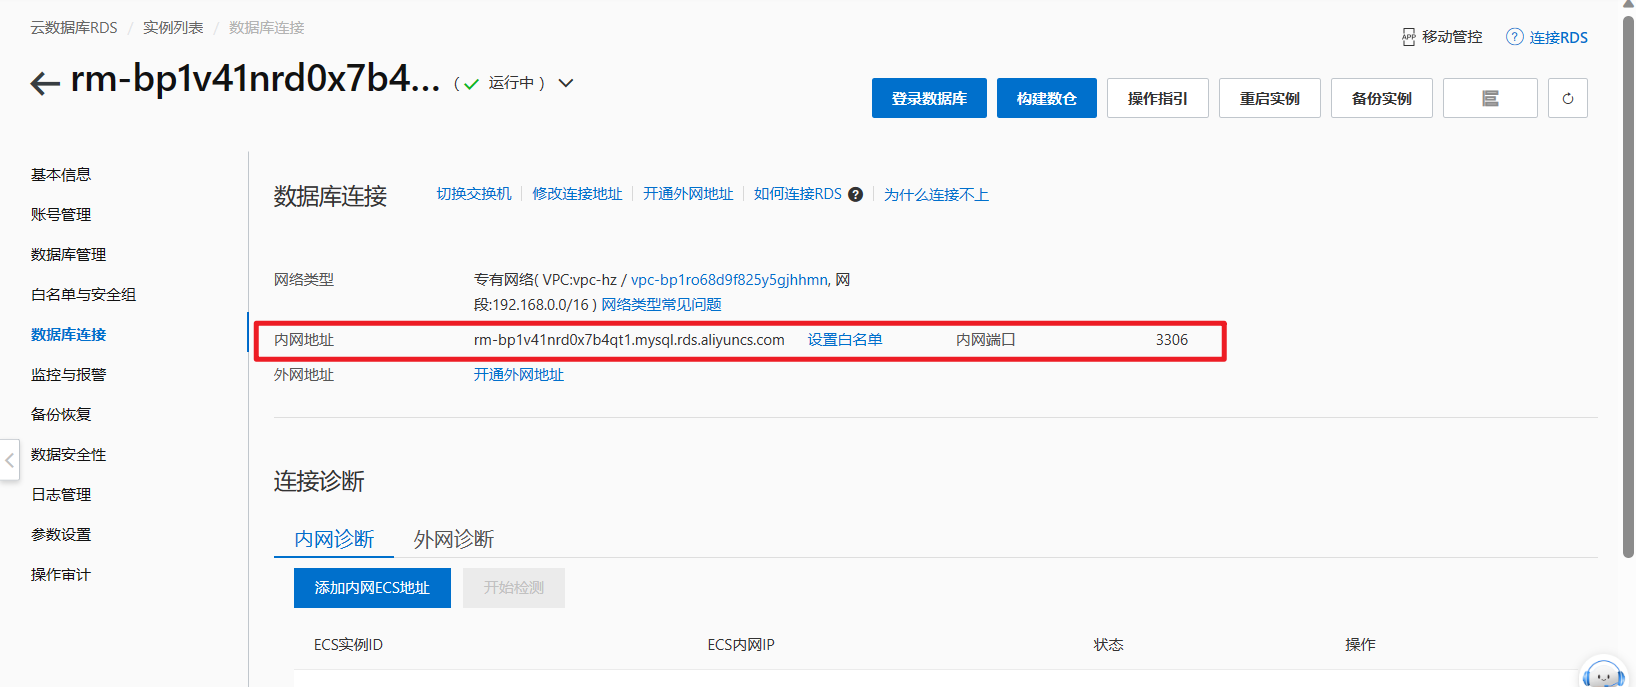 云数据库RDS / 实例列表 / 数据库连接
移动管控 连接RDS
rm-bp1v41nrd0x7b4... ( 运行中 )
登录数据库 构建数仓 操作指引 重启实例 备份实例
基本信息
账号管理
数据库管理
白名单与安全组
数据库连接
监控与报警
备份恢复
数据安全性
日志管理
参数设置
操作审计
数据库连接 切换交换机 修改连接地址 开通外网地址 如何连接RDS ? 为什么连接不上
网络类型 专有网络( VPC:vpc-hz / vpc-bp1ro68d9f825y5gjhhmn, 网
段:192.168.0.0/16 ) 网络类型常见问题
内网地址 rm-bp1v41nrd0x7b4qt1.mysql.rds.aliyuncs.com 设置白名单 内网端口 3306
外网地址 开通外网地址
连接诊断
内网诊断 外网诊断
添加内网ECS地址 开始检测
ECS实例ID ECS内网IP 状态 操作